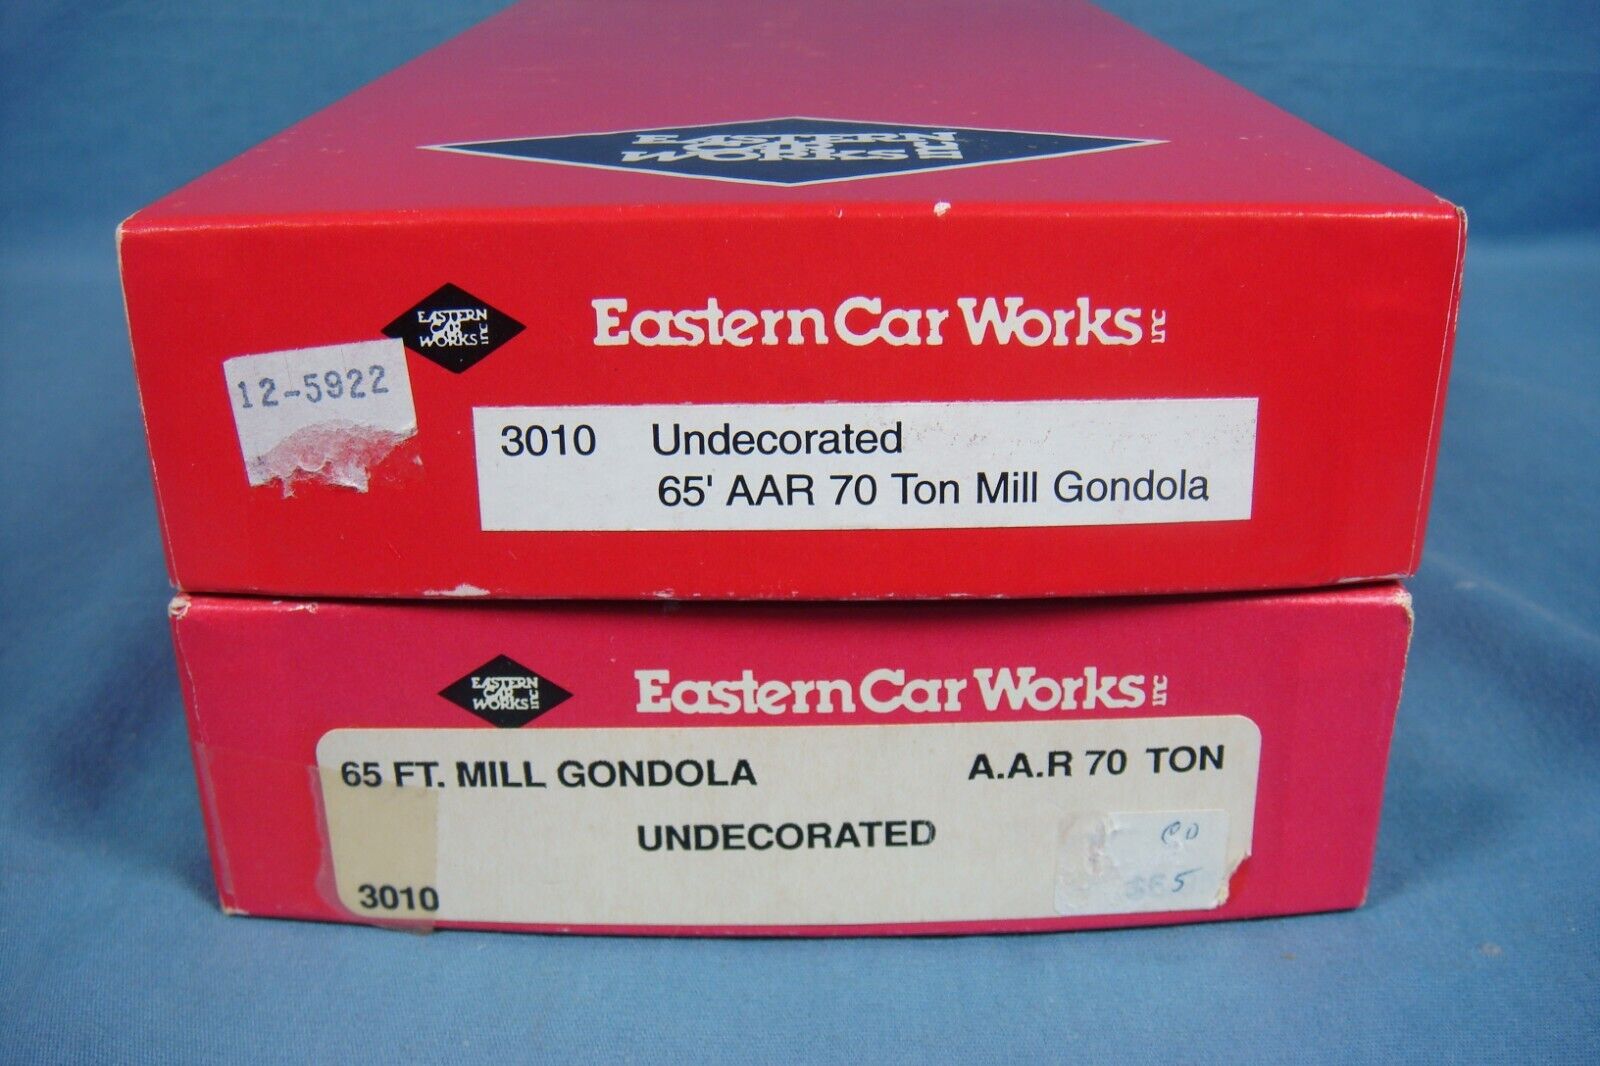 EASTERN
CAR
WORKS INC
EASTERN
CAR
WORKS INC
Eastern Car Works INC
12-5922
3010 Undecorated
65' AAR 70 Ton Mill Gondola
EASTERN
CAR
WORKS INC
Eastern Car Works INC
65 FT. MILL GONDOLA A.A.R 70 TON
UNDECORATED
3010